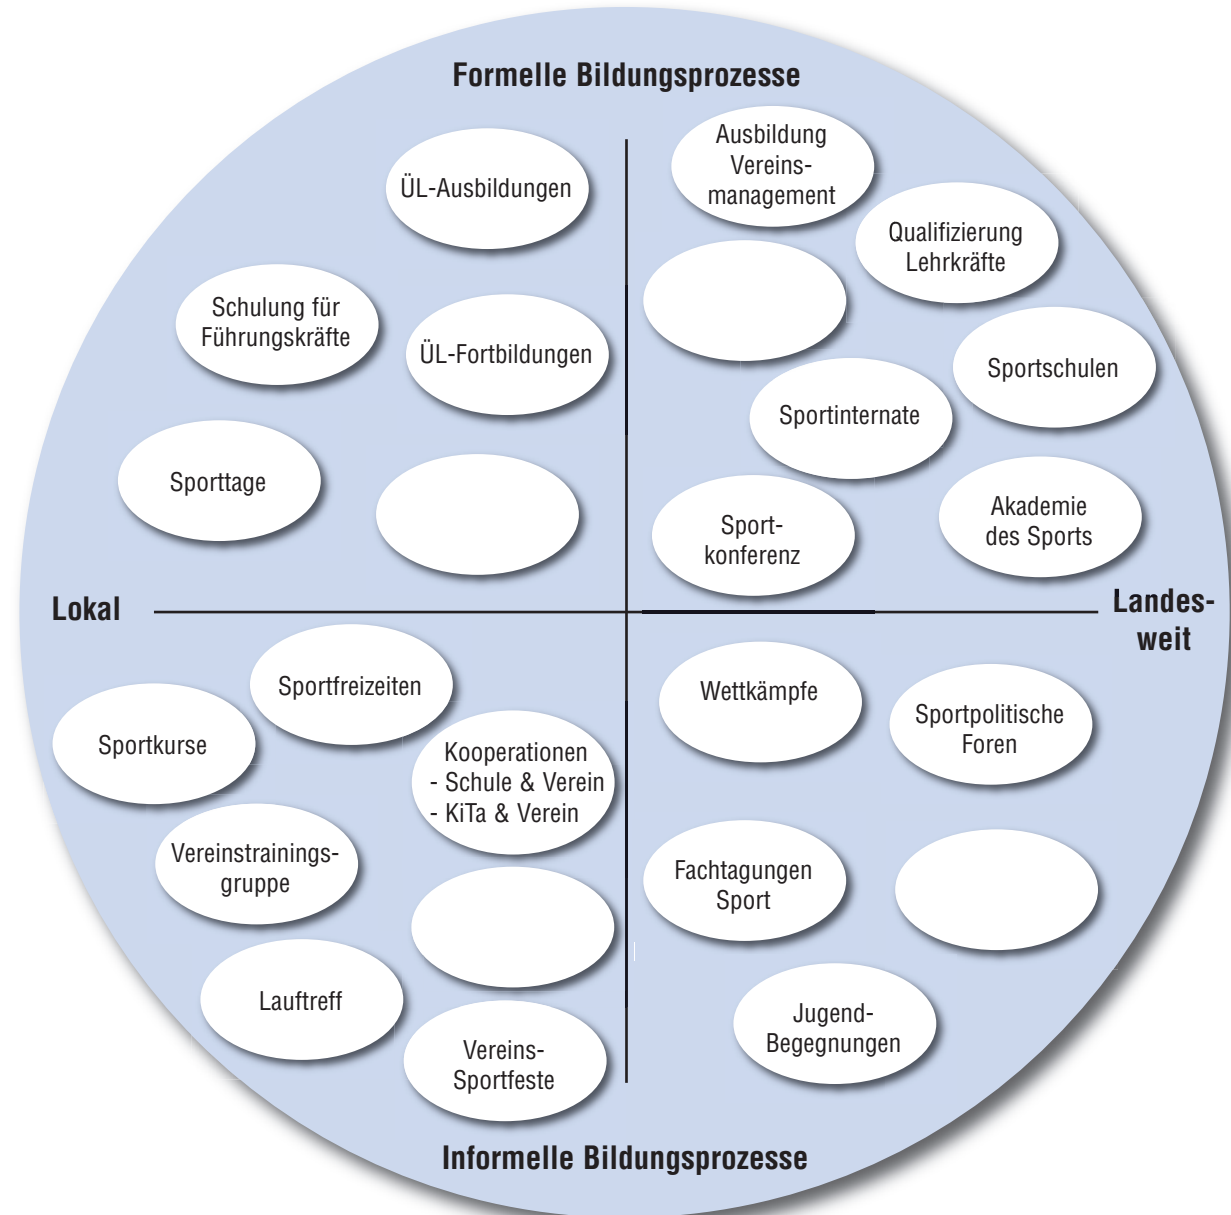 Formelle Bildungsprozesse
ÜL-Ausbildungen
Schulung für
Führungskräfte
ÜL-Fortbildungen
Sporttage
Ausbildung
Vereins-
management
Qualifizierung
Lehrkräfte
Sportschulen
Sportinternate
Sport-
konferenz
Akademie
des Sports
Lokal
Landes-
weit
Sportfreizeiten
Sportkurse
Kooperationen
- Schule & Verein
- KiTa & Verein
Vereinstrainings-
gruppe
Lauftreff
Vereins-
Sportfeste
Wettkämpfe
Sportpolitische
Foren
Fachtagungen
Sport
Jugend-
Begegnungen
Informelle Bildungsprozesse